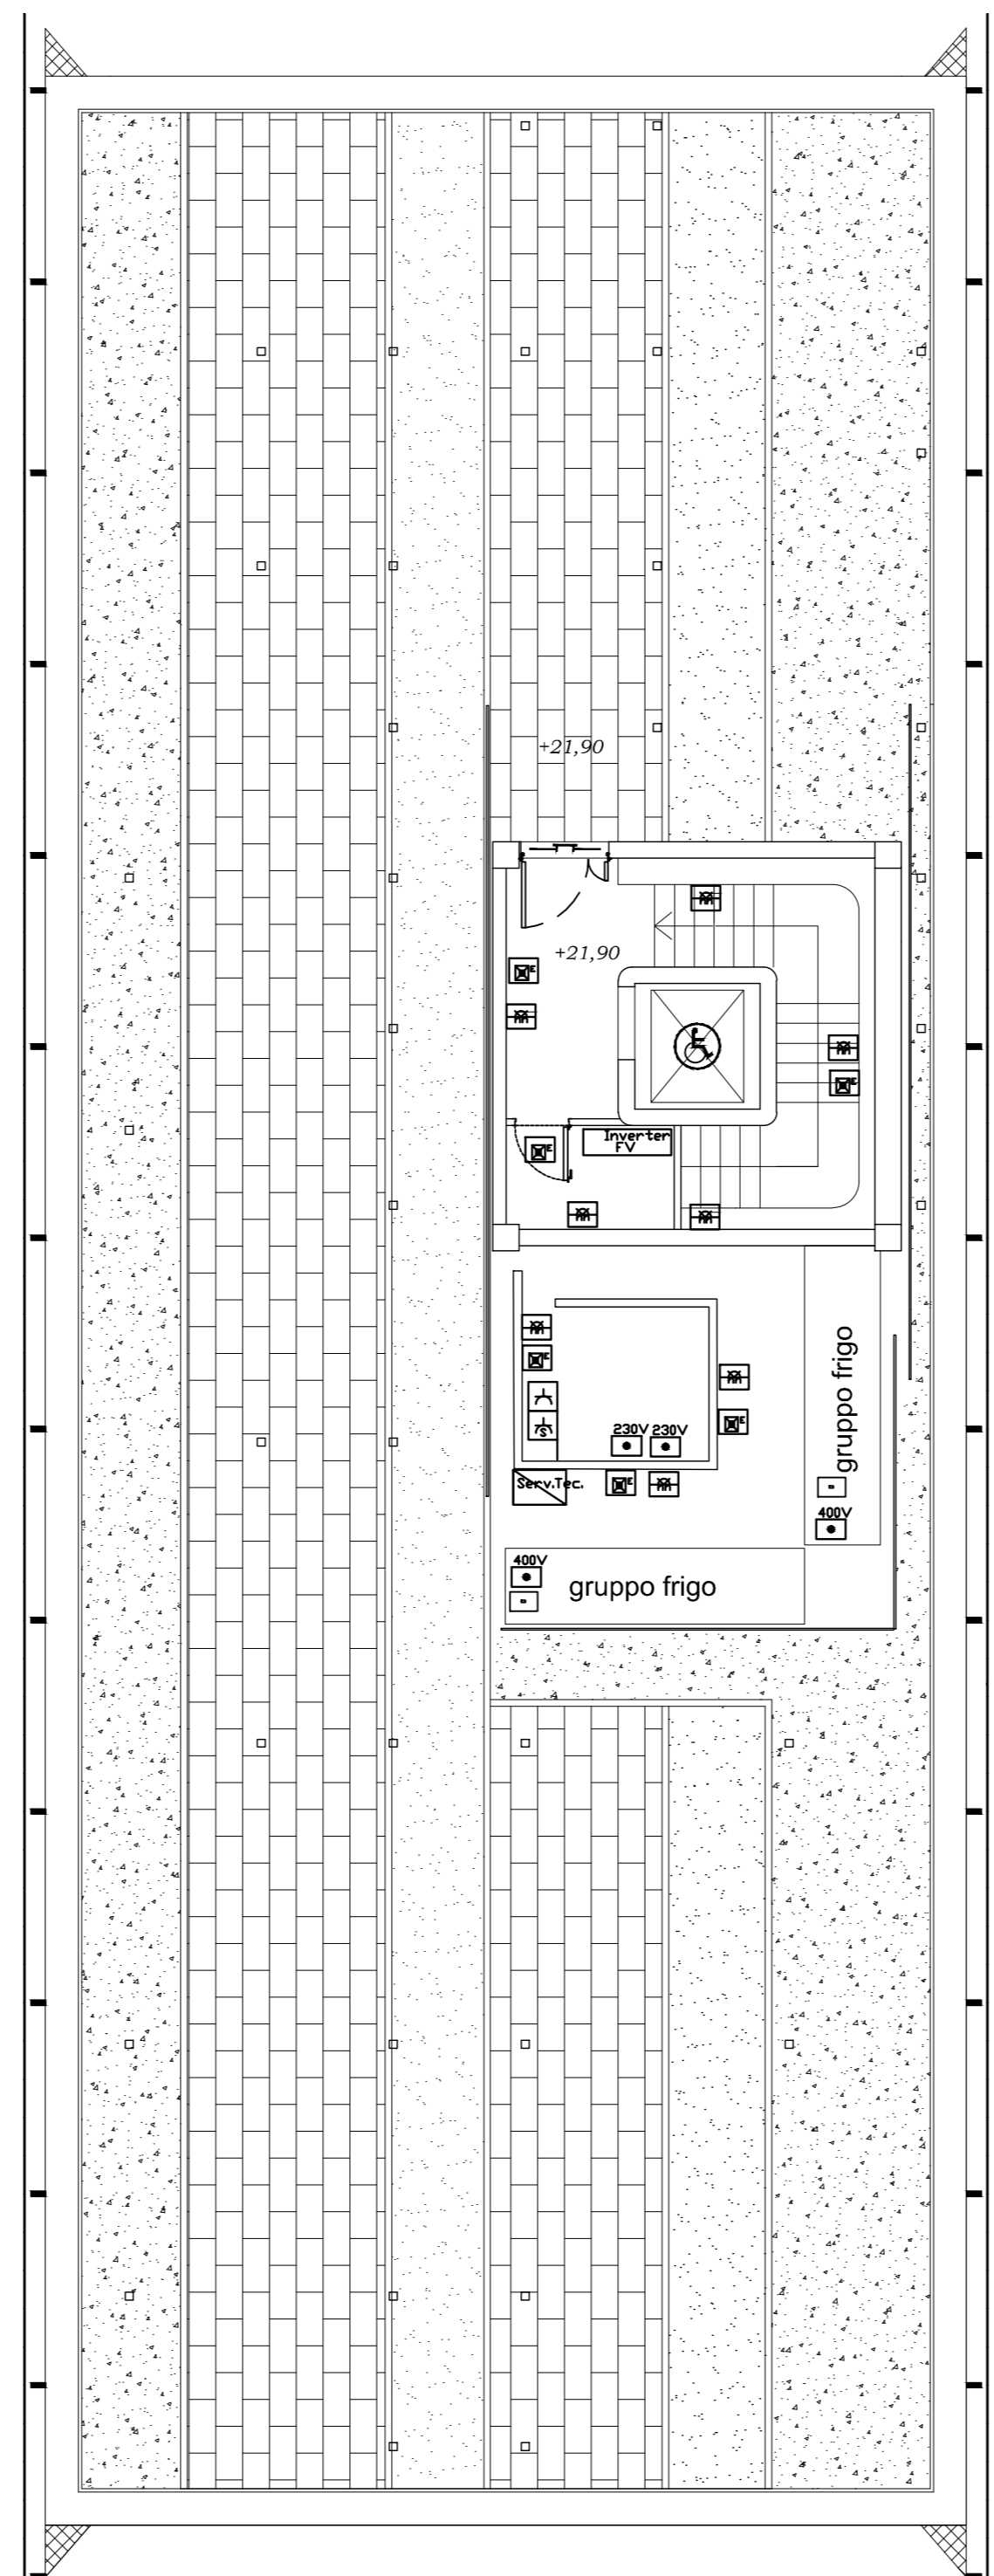 +21,90
+21,90
E
E
Inverter
FV
E
E
gruppo frigo
E
230V 230V
S
Serv.Tec.
E
400V
400V
gruppo frigo